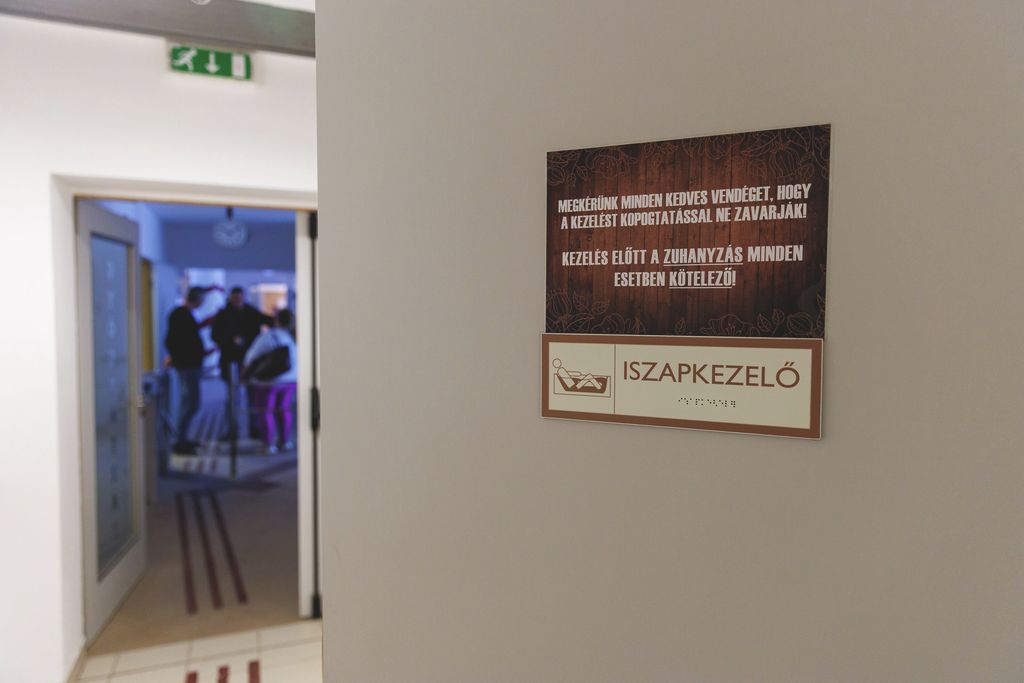 MEGKÉRÜNK MINDEN KEDVES VENDÉGET, HOGY
A KEZELÉST KOPOGTATÁSSAL NE ZAVARJÁK!
KEZELÉS ELŐTT A ZUHANYZÁS MINDEN
ESETBEN KÖTELEZŐ!
ISZAPKEZELŐ